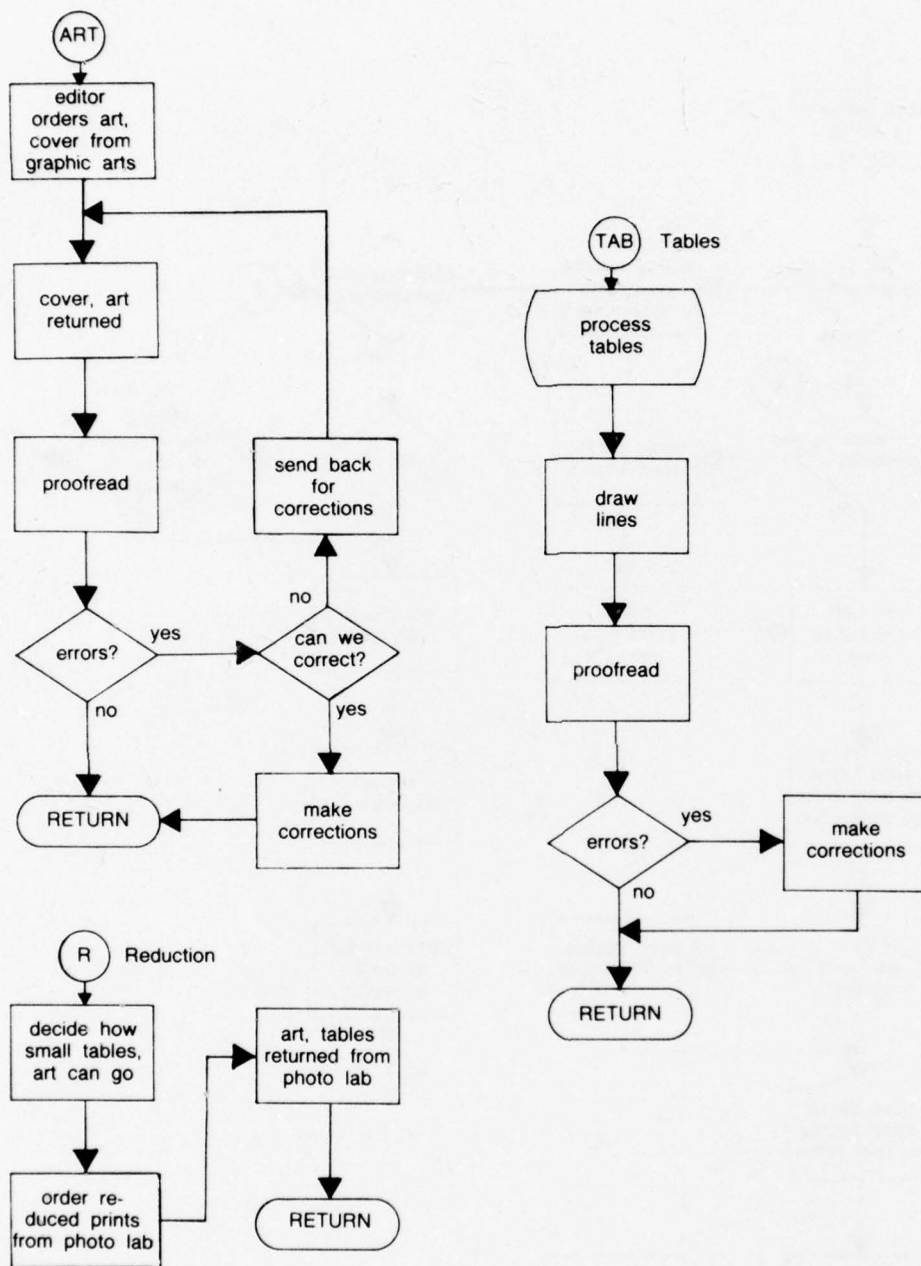 ART
editor
orders art,
cover from
graphic arts
cover, art
returned
proofread
send back
for
corrections
no
errors?
yes
can we
correct?
no
yes
RETURN
make
corrections
TAB Tables
process
tables
draw
lines
proofread
errors?
yes
make
corrections
no
RETURN
R Reduction
decide how
small tables,
art can go
order re-
duced prints
from photo lab
art, tables
returned from
photo lab
RETURN